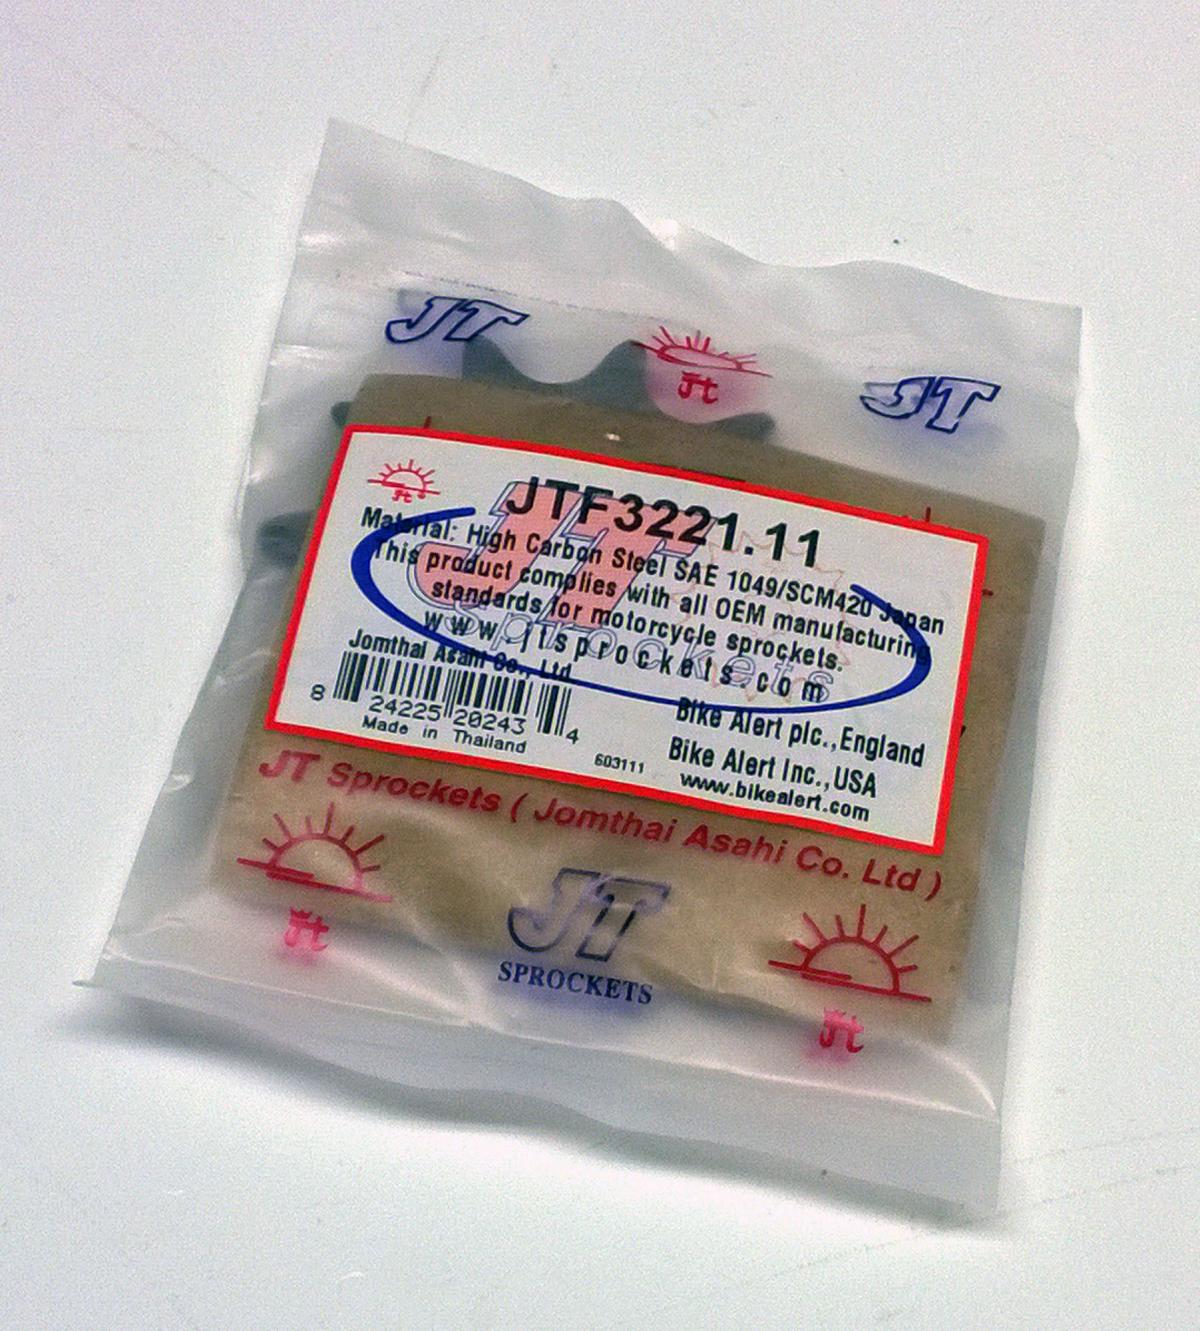 JT
Jt
JT
Jt
JTF3221.11
Material: High Carbon Steel SAE 1049/SCM420 Japan
This product complies with all OEM manufacturing
standards for motorcycle sprockets.
www.jtsprockets.com
JT
Sprockets
Jomthai Asahi Co., Ltd
8 24225 20243 4
Made in Thailand
603111
Bike Alert plc., England
Bike Alert Inc., USA
www.bikealert.com
JT Sprockets ( Jomthai Asahi Co. Ltd )
Jt
JT
SPROCKETS
Jt